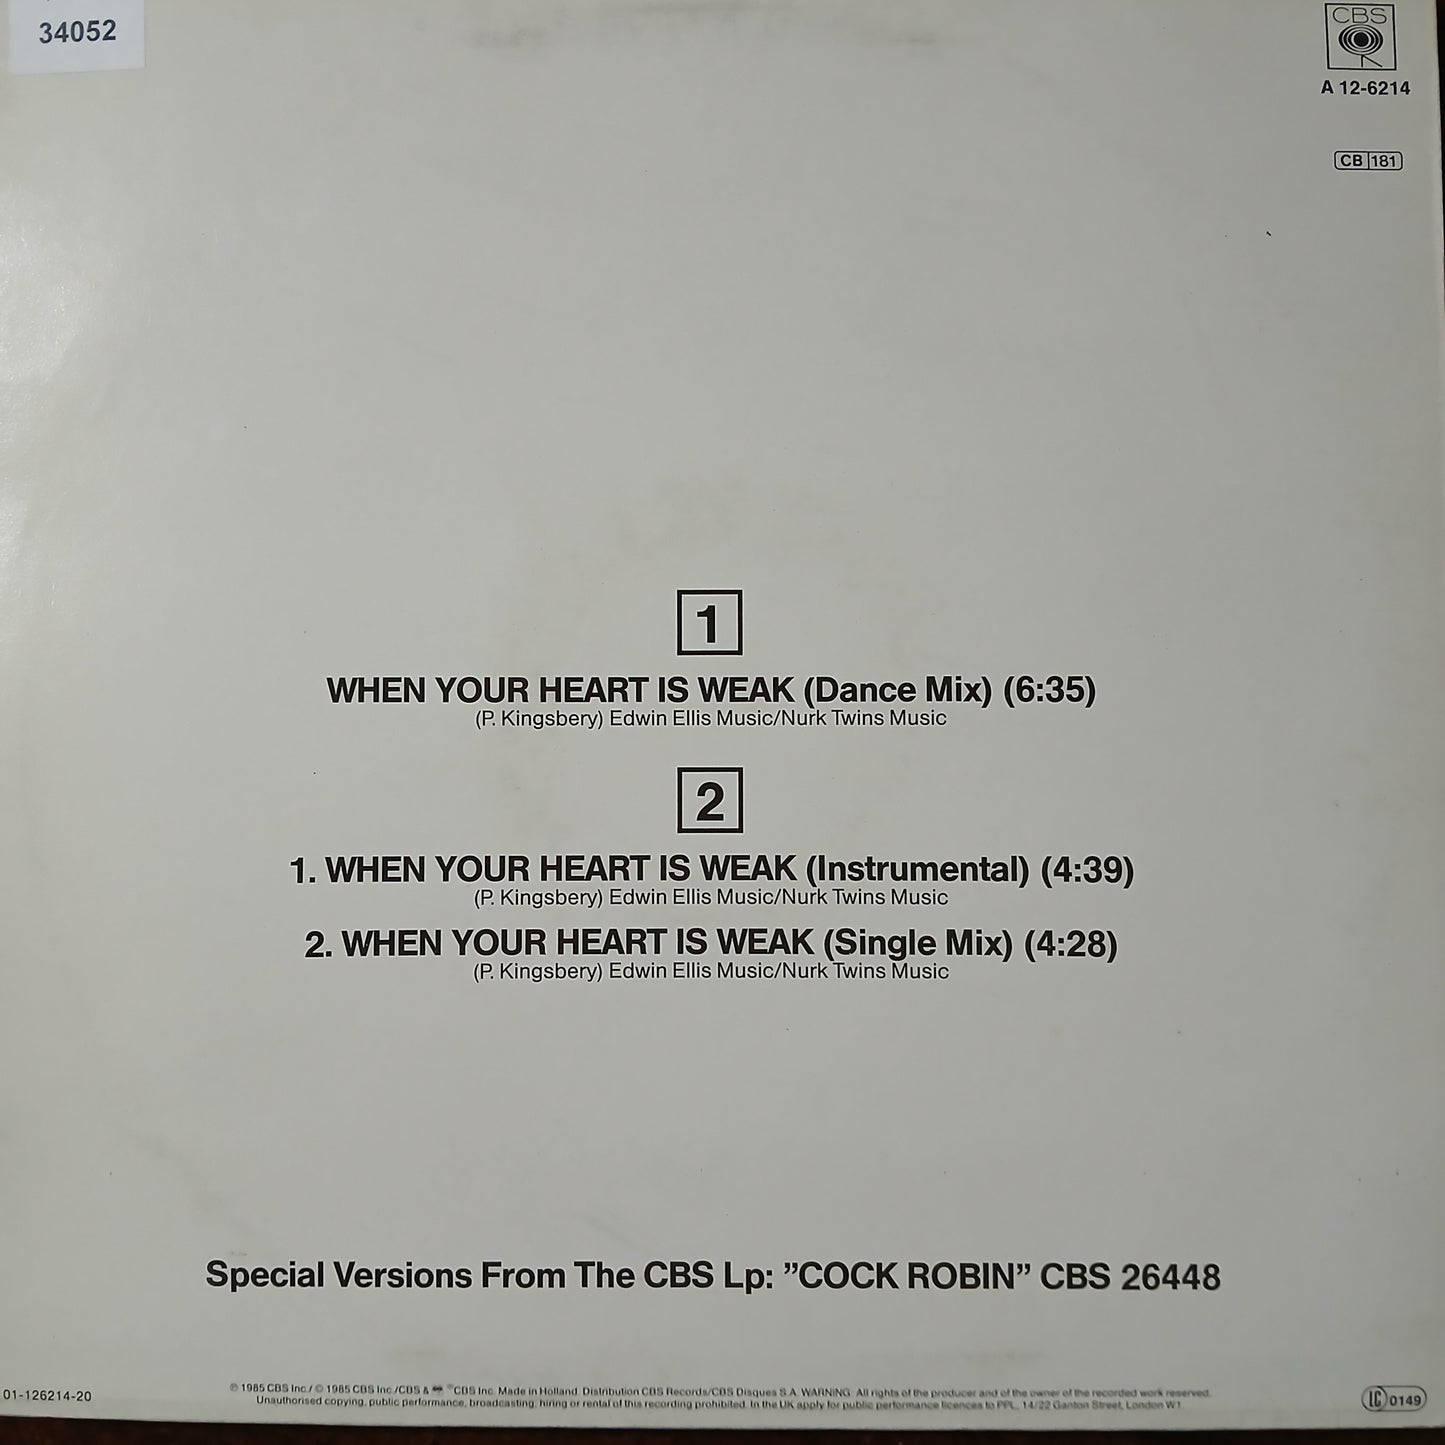 34052
CBS
A 12-6214
CB 181
1
WHEN YOUR HEART IS WEAK (Dance Mix) (6:35)
(P. Kingsbery) Edwin Ellis Music/Nurk Twins Music
2
1. WHEN YOUR HEART IS WEAK (Instrumental) (4:39)
(P. Kingsbery) Edwin Ellis Music/Nurk Twins Music
2. WHEN YOUR HEART IS WEAK (Single Mix) (4:28)
(P. Kingsbery) Edwin Ellis Music/Nurk Twins Music
Special Versions From The CBS Lp: ”COCK ROBIN” CBS 26448
01-126214-20
℗ 1985 CBS Inc./ © 1985 CBS Inc./CBS & ® CBS Inc. Made in Holland. Distribution CBS Records/CBS Disques S.A. WARNING. All rights of the producer and of the owner of the recorded work reserved.
Unauthorised copying, public performance, broadcasting, hiring or rental of this recording prohibited. In the UK apply for public performance licences to PPL, 14/22 Ganton Street, London W1.
LC 0149